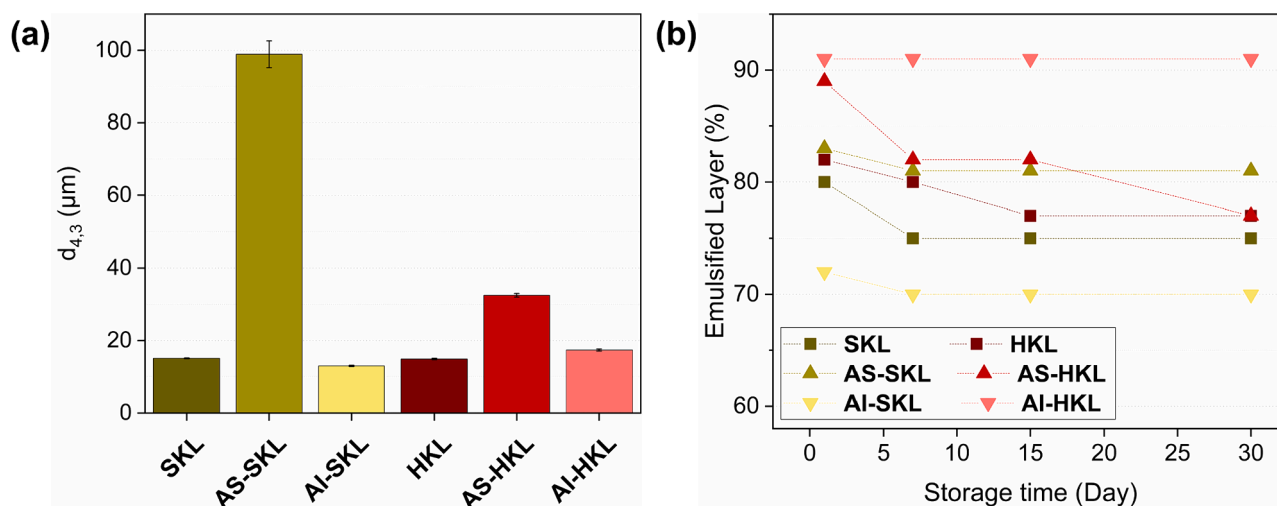 (a)
d4,3 (µm)
100
80
60
40
20
0
SKL
AS-SKL
AI-SKL
HKL
AS-HKL
AI-HKL
(b)
Emulsified Layer (%)
90
80
70
60
SKL
HKL
AS-SKL
AS-HKL
AI-SKL
AI-HKL
0 5 10 15 20 25 30
Storage time (Day)